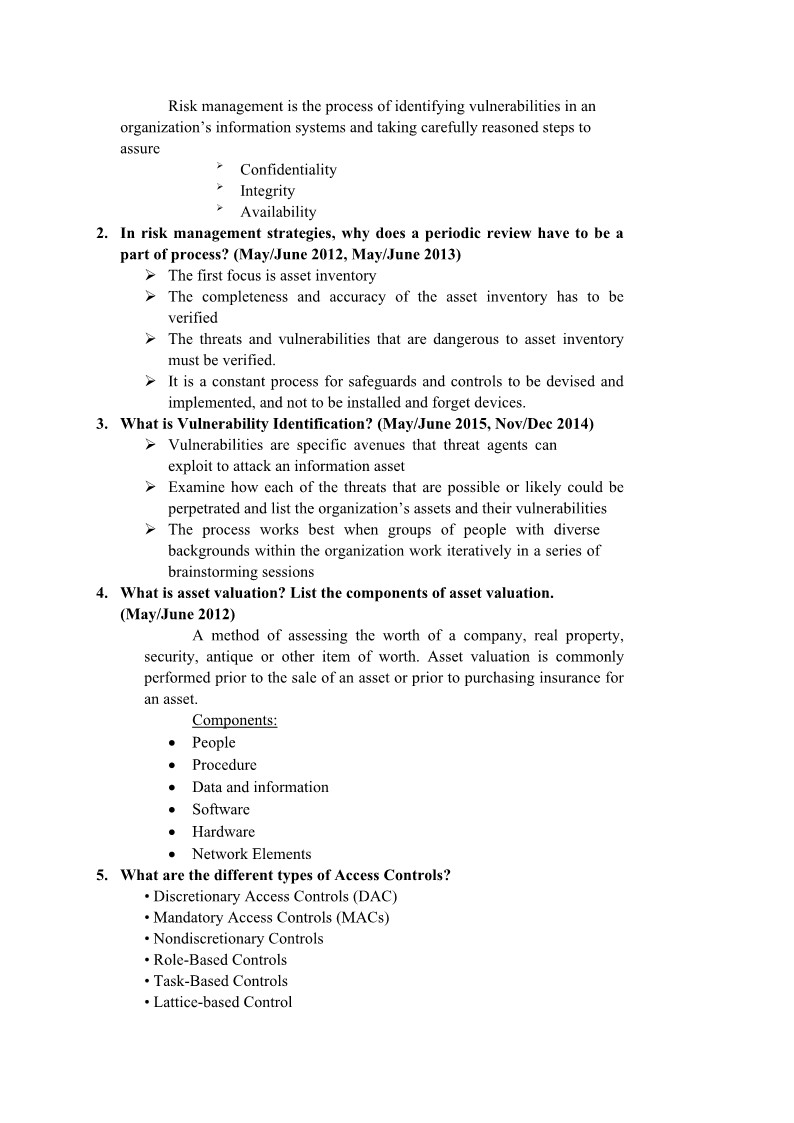 Risk management is the process of identifying vulnerabilities in an
organization’s information systems and taking carefully reasoned steps to
assure
➢ Confidentiality
➢ Integrity
➢ Availability
2. In risk management strategies, why does a periodic review have to be a
part of process? (May/June 2012, May/June 2013)
➢ The first focus is asset inventory
➢ The completeness and accuracy of the asset inventory has to be
verified
➢ The threats and vulnerabilities that are dangerous to asset inventory
must be verified.
➢ It is a constant process for safeguards and controls to be devised and
implemented, and not to be installed and forget devices.
3. What is Vulnerability Identification? (May/June 2015, Nov/Dec 2014)
➢ Vulnerabilities are specific avenues that threat agents can
exploit to attack an information asset
➢ Examine how each of the threats that are possible or likely could be
perpetrated and list the organization’s assets and their vulnerabilities
➢ The process works best when groups of people with diverse
backgrounds within the organization work iteratively in a series of
brainstorming sessions
4. What is asset valuation? List the components of asset valuation.
(May/June 2012)
A method of assessing the worth of a company, real property,
security, antique or other item of worth. Asset valuation is commonly
performed prior to the sale of an asset or prior to purchasing insurance for
an asset.
Components:
• People
• Procedure
• Data and information
• Software
• Hardware
• Network Elements
5. What are the different types of Access Controls?
• Discretionary Access Controls (DAC)
• Mandatory Access Controls (MACs)
• Nondiscretionary Controls
• Role-Based Controls
• Task-Based Controls
• Lattice-based Control